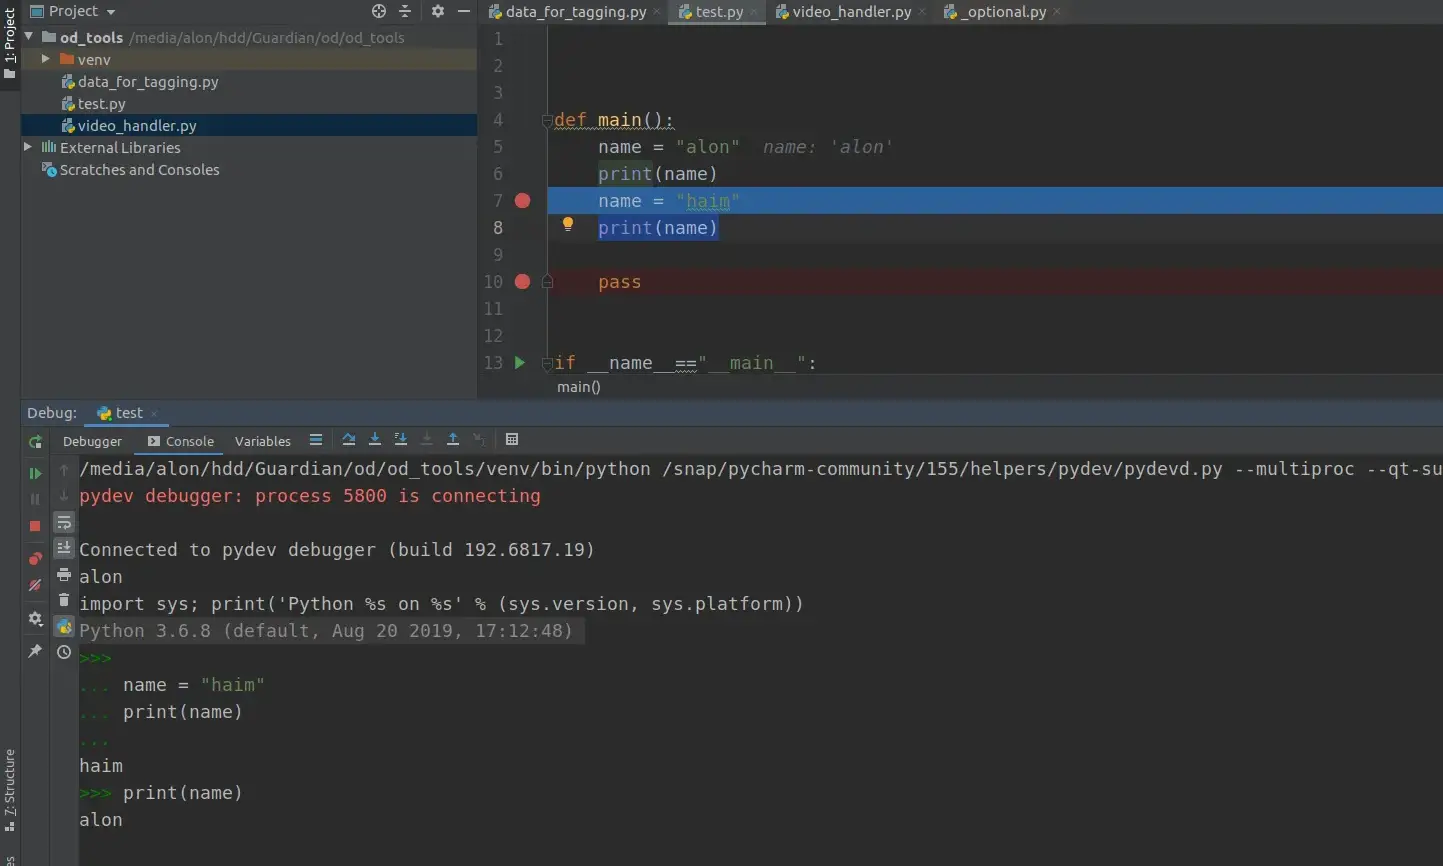 1: Project
Project
od_tools /media/alon/hdd/Guardian/od/od_tools
venv
data_for_tagging.py
test.py
video_handler.py
External Libraries
Scratches and Consoles
data_for_tagging.py test.py video_handler.py _optional.py
1
2
3
4 def main():
5 name = "alon" name: 'alon'
6 print(name)
7 name = "haim"
8 print(name)
9
10 pass
11
12
13 if __name__=="__main__":
main()
Debug: test
Debugger Console Variables
/media/alon/hdd/Guardian/od/od_tools/venv/bin/python /snap/pycharm-community/155/helpers/pydev/pydevd.py --multiproc --qt-su
pydev debugger: process 5800 is connecting
Connected to pydev debugger (build 192.6817.19)
alon
import sys; print('Python %s on %s' % (sys.version, sys.platform))
Python 3.6.8 (default, Aug 20 2019, 17:12:48)
>>>
... name = "haim"
... print(name)
...
haim
>>> print(name)
alon
7: Structure
es